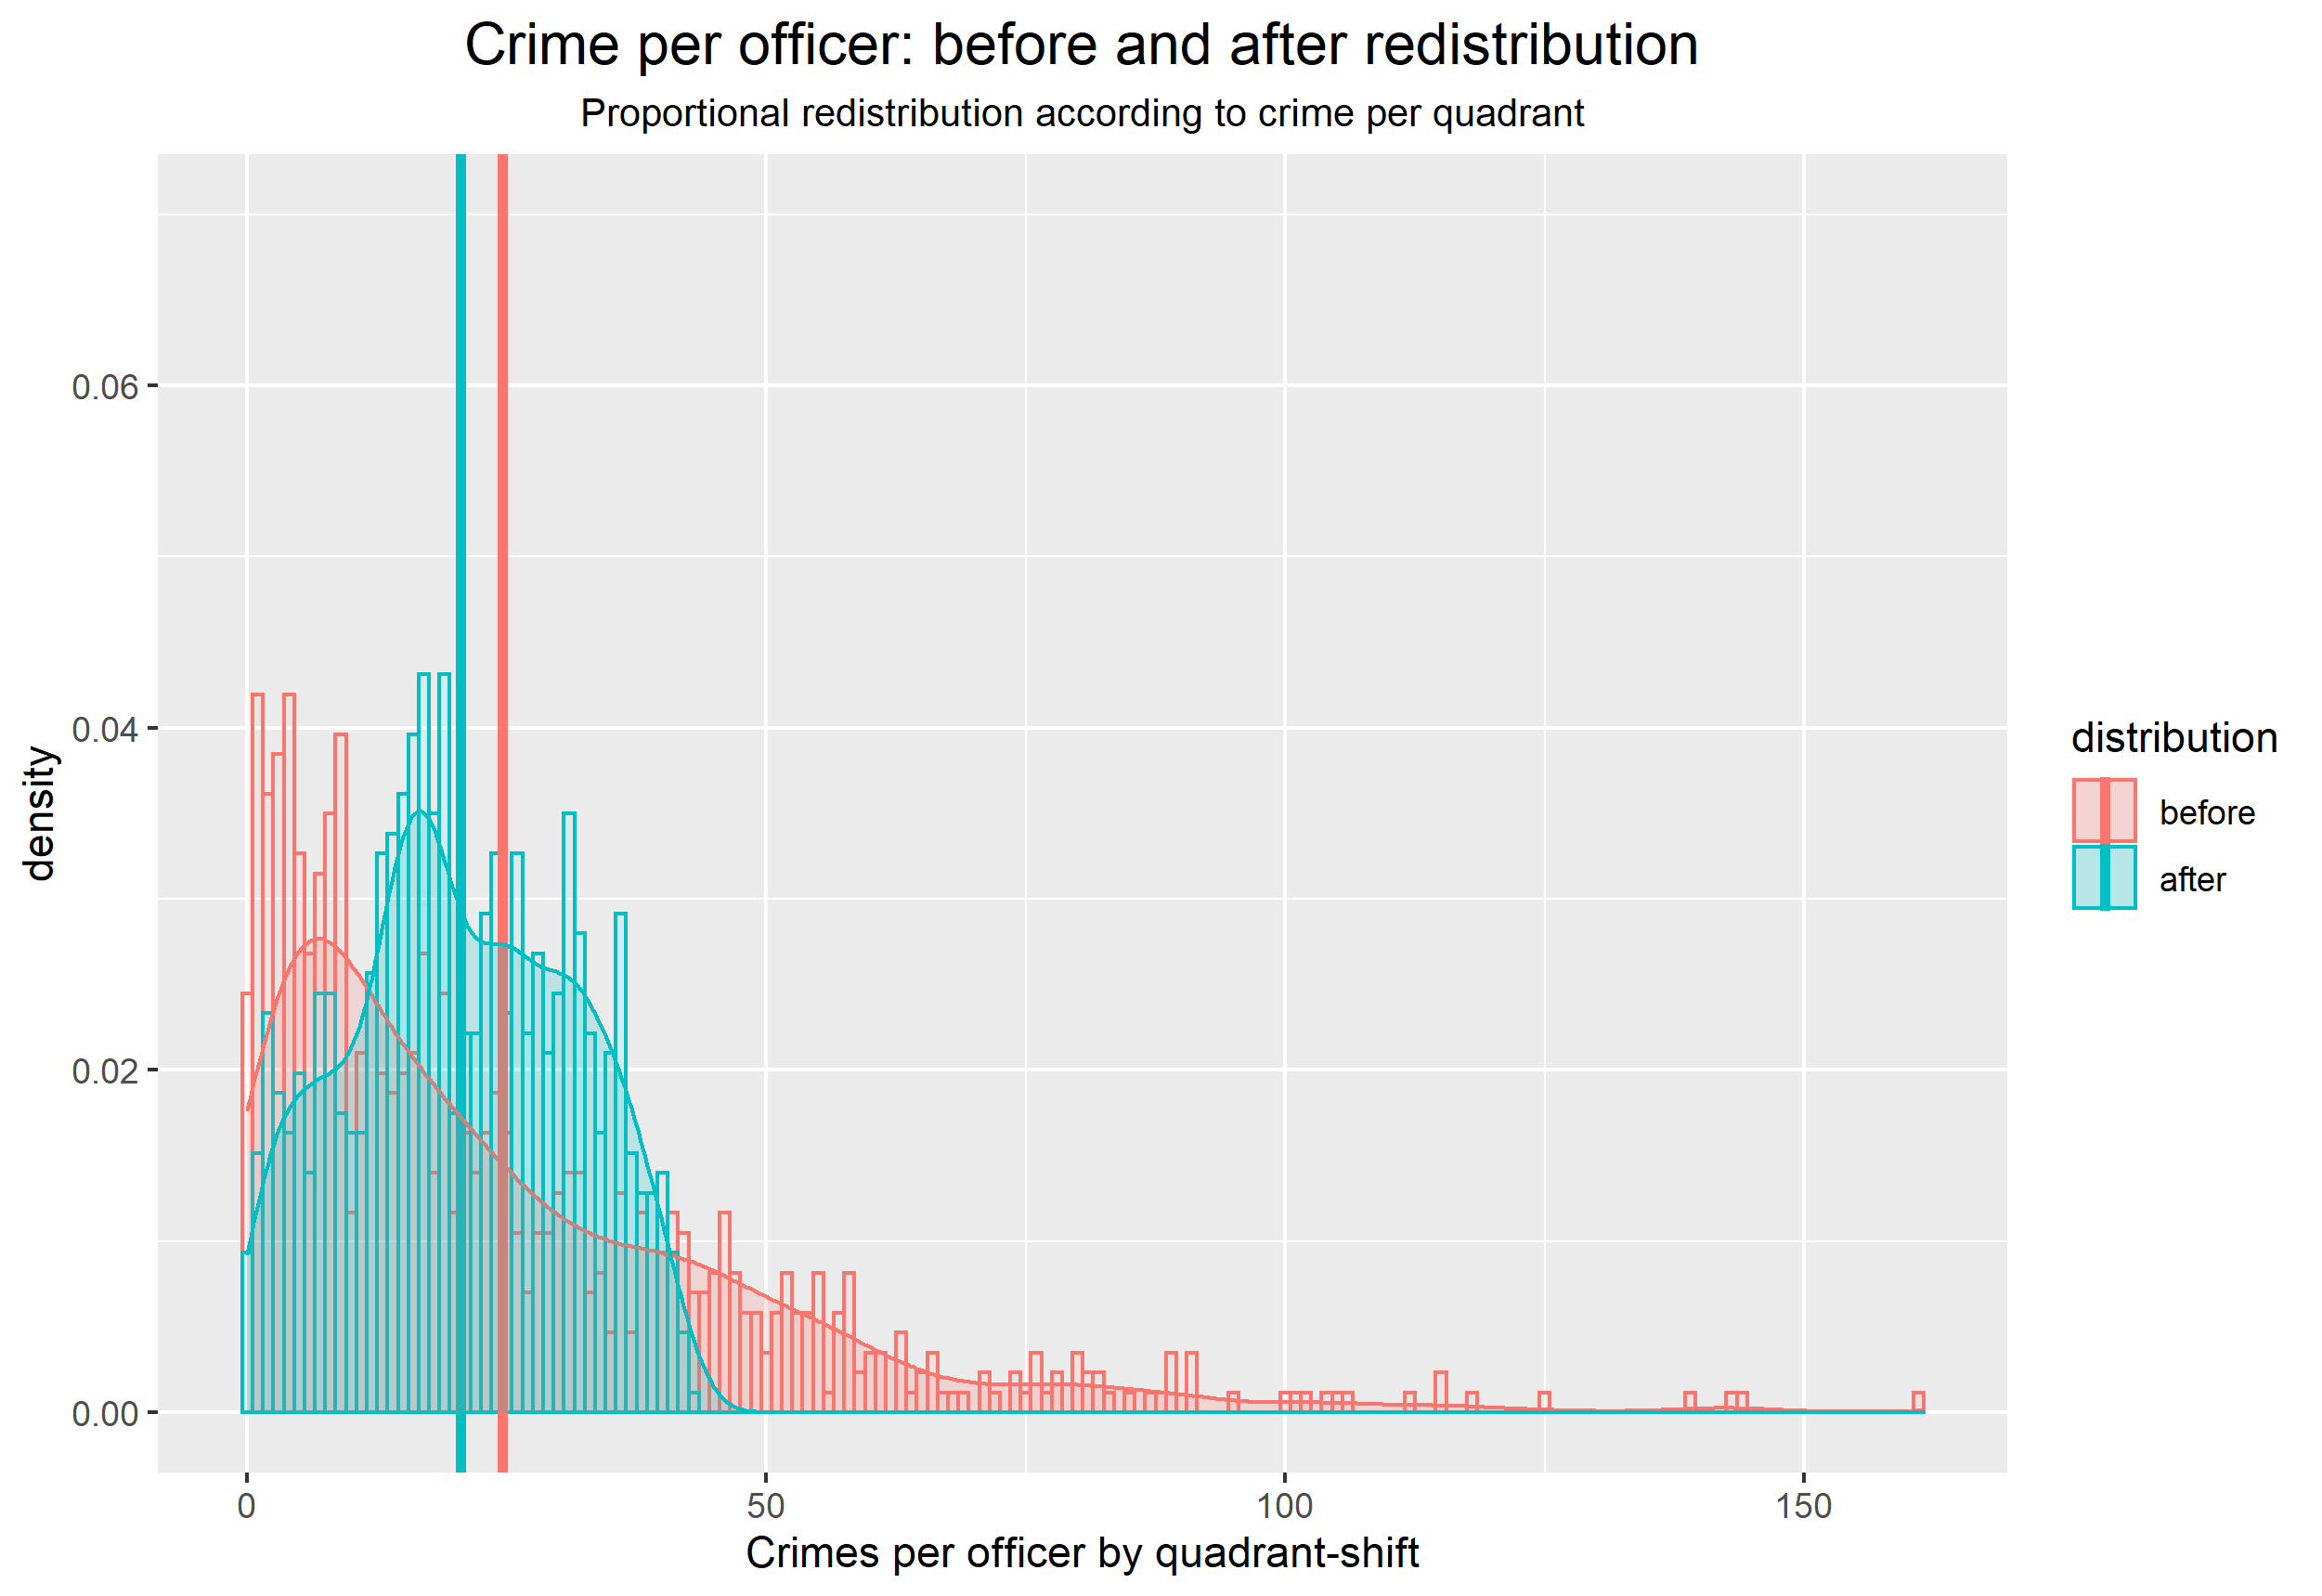 Crime per officer: before and after redistribution
Proportional redistribution according to crime per quadrant
density
0.06
0.04
0.02
0.00
0 50 100 150
Crimes per officer by quadrant-shift
distribution
before
after